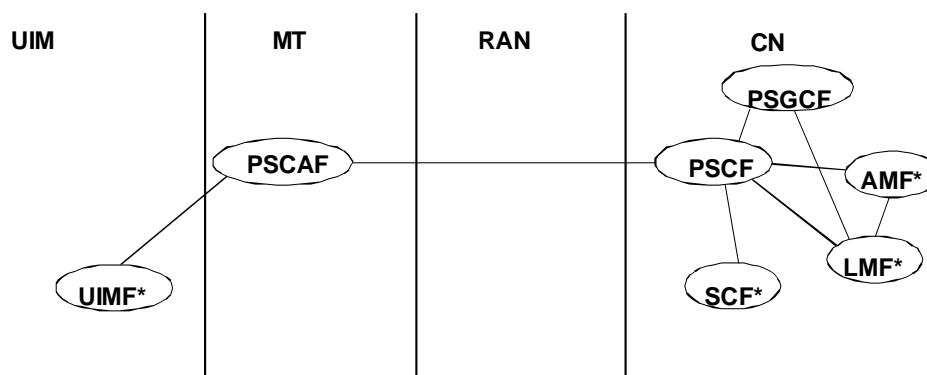 UIM MT RAN CN
PSGCF
PSCAF PSCF
AMF*
LMF*
UIMF* SCF*